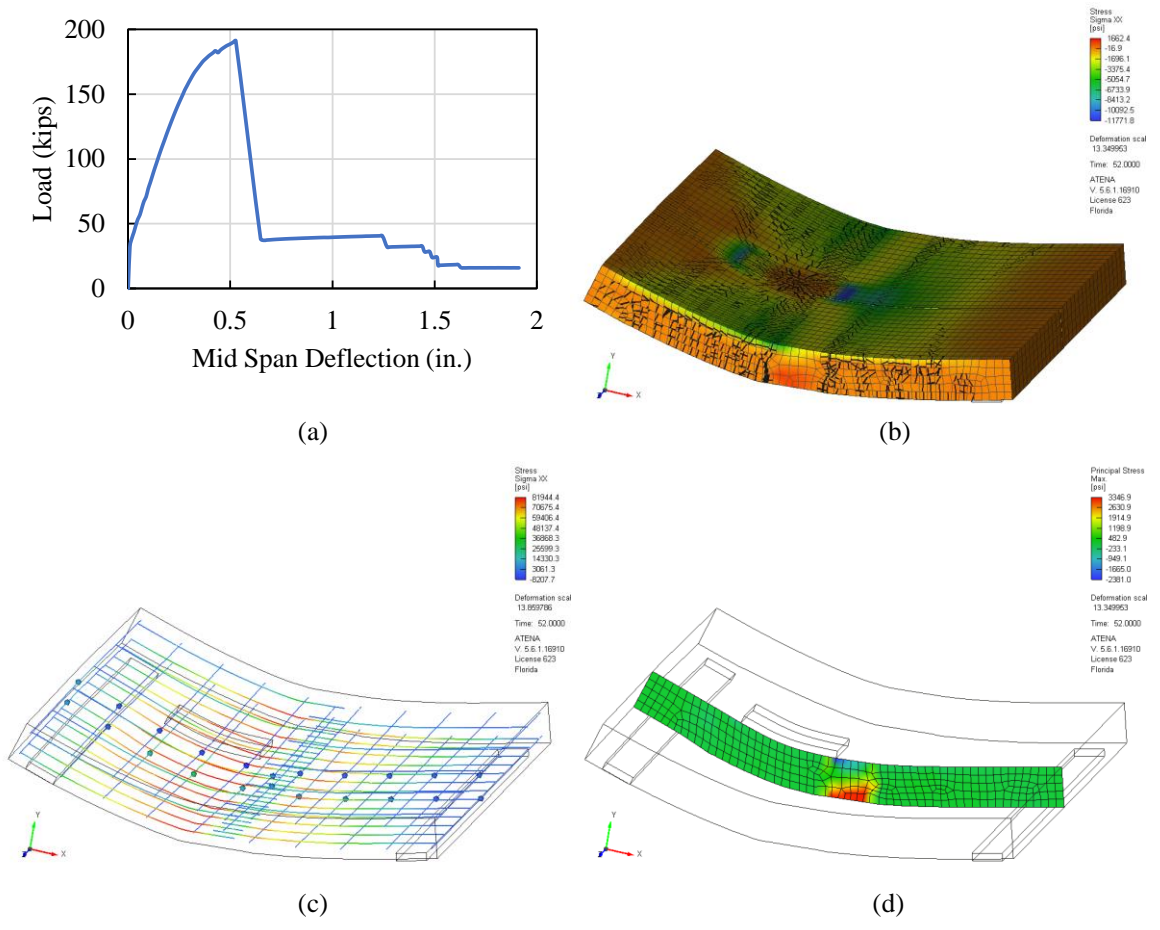 200
150
100
50
0
0 0.5 1 1.5 2
Load (kips)
Mid Span Deflection (in.)
(a)
Stress
Sigma XX
[psi]
1662.4
-16.9
-1696.1
-3375.4
-5054.7
-6733.9
-8413.2
-10092.5
-11771.8
Deformation scal
13.349953
Time: 52.0000
ATENA
V. 5.6.1.16910
License 623
Florida
Y
Z X
(b)
Stress
Sigma XX
[psi]
81944.4
70675.4
59406.4
48137.4
36868.3
25599.3
14330.3
3061.3
-8207.7
Deformation scal
13.859786
Time: 52.0000
ATENA
V. 5.6.1.16910
License 623
Florida
Y
Z X
(c)
Principal Stress
Max.
[psi]
3346.9
2630.9
1914.9
1198.9
482.9
-233.1
-949.1
-1665.0
-2381.0
Deformation scal
13.349953
Time: 52.0000
ATENA
V. 5.6.1.16910
License 623
Florida
Y
Z X
(d)